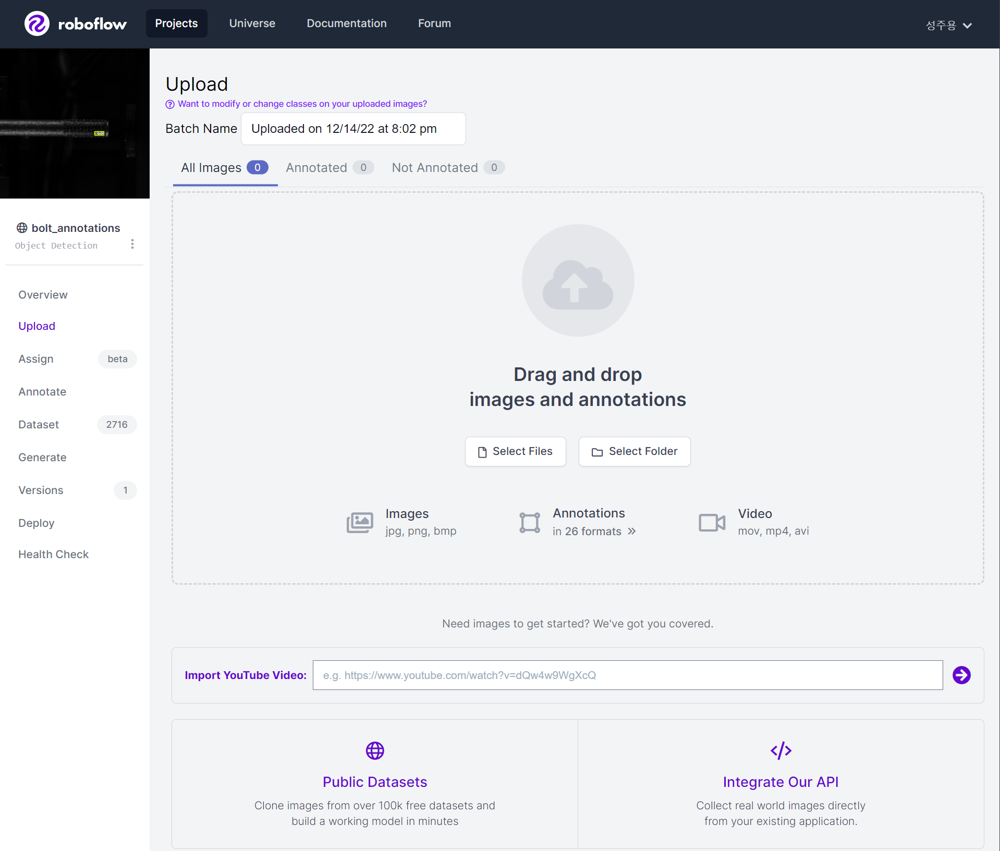 roboflow
Projects
Universe
Documentation
Forum
성주용
bolt_annotations
Object Detection
Overview
Upload
Assign beta
Annotate
Dataset 2716
Generate
Versions 1
Deploy
Health Check
Upload
Want to modify or change classes on your uploaded images?
Batch Name Uploaded on 12/14/22 at 8:02 pm
All Images 0 Annotated 0 Not Annotated 0
Drag and drop
images and annotations
Select Files Select Folder
Images
jpg, png, bmp
Annotations
in 26 formats »
Video
mov, mp4, avi
Need images to get started? We've got you covered.
Import YouTube Video: e.g. https://www.youtube.com/watch?v=dQw4w9WgXcQ
Public Datasets
Clone images from over 100k free datasets and
build a working model in minutes
Integrate Our API
Collect real world images directly
from your existing application.